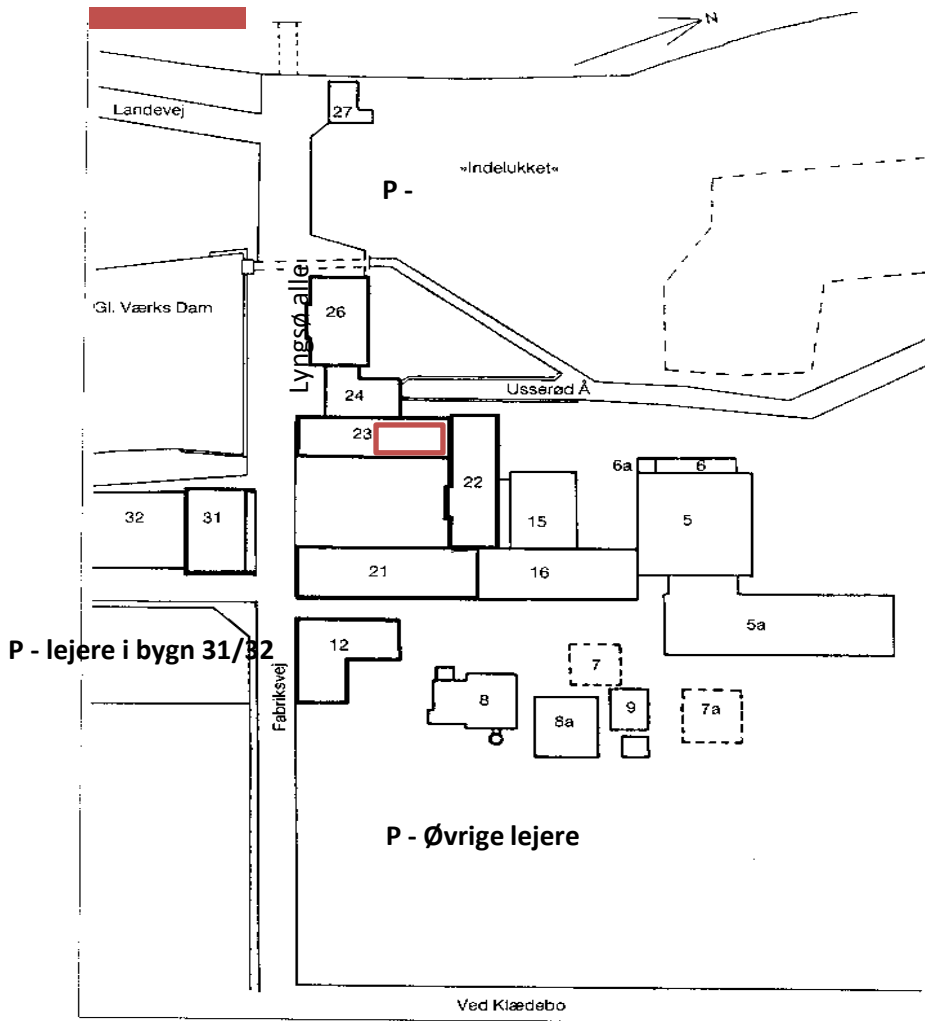 N
Landevej
27
»Indelukket«
P -
Gl. Værks Dam
Lyngsø alle
26
24
Usserød Å
23
22
6a
6
32
31
15
5
21
16
5a
P - lejere i bygn 31/32
12
7
Fabriksvej
8
8a
9
7a
P - Øvrige lejere
Ved Klædebo